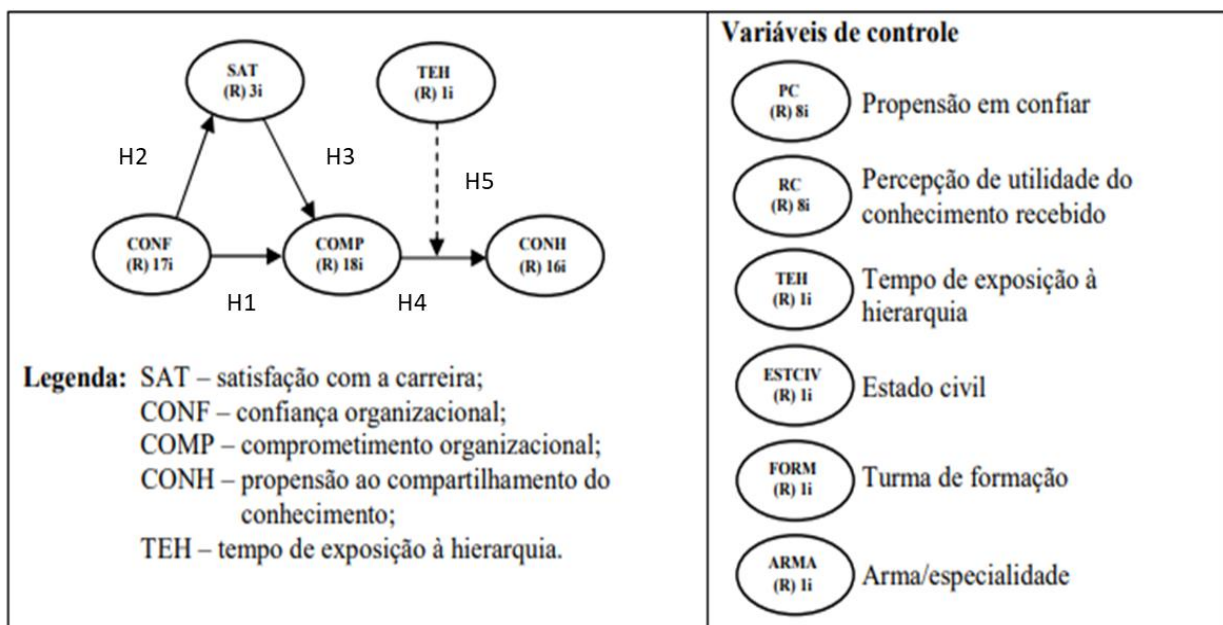 SAT
(R) 3i
TEH
(R) 1i
H2
H3
H5
CONF
(R) 17i
COMP
(R) 18i
CONH
(R) 16i
H1
H4
Legenda: SAT – satisfação com a carreira;
CONF – confiança organizacional;
COMP – comprometimento organizacional;
CONH – propensão ao compartilhamento do
conhecimento;
TEH – tempo de exposição à hierarquia.
Variáveis de controle
PC
(R) 8i
Propensão em confiar
RC
(R) 8i
Percepção de utilidade do
conhecimento recebido
TEH
(R) 1i
Tempo de exposição à
hierarquia
ESTCIV
(R) 1i
Estado civil
FORM
(R) 1i
Turma de formação
ARMA
(R) 1i
Arma/especialidade